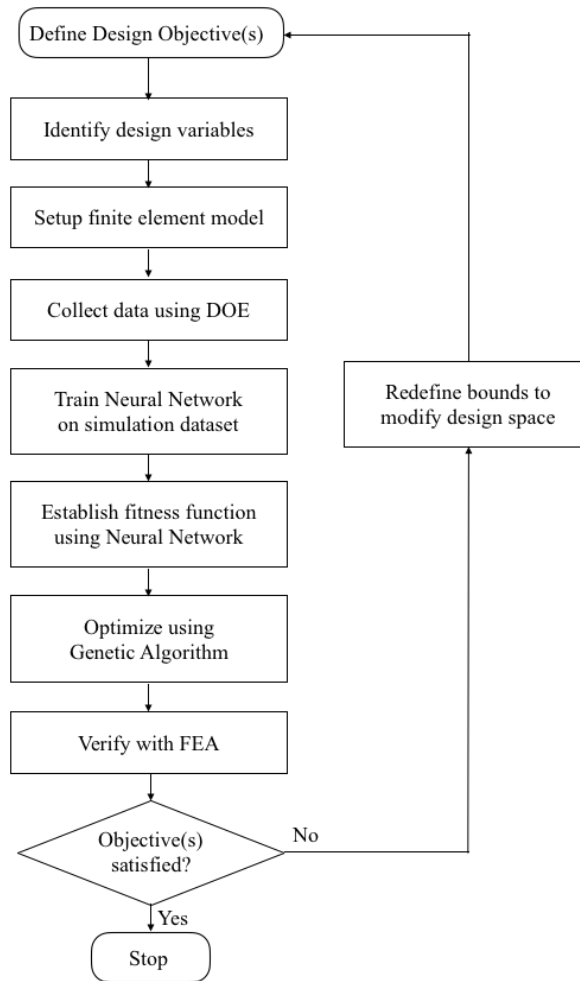 Define Design Objective(s)
Identify design variables
Setup finite element model
Collect data using DOE
Train Neural Network
on simulation dataset
Redefine bounds to
modify design space
Establish fitness function
using Neural Network
Optimize using
Genetic Algorithm
Verify with FEA
Objective(s)
satisfied?
No
Yes
Stop